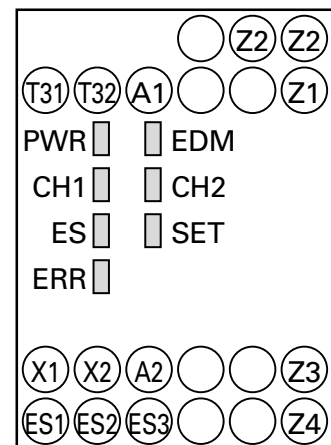 Z2 Z2
T31 T32 A1 Z1
PWR EDM
CH1 CH2
ES SET
ERR
X1 X2 A2 Z3
ES1 ES2 ES3 Z4